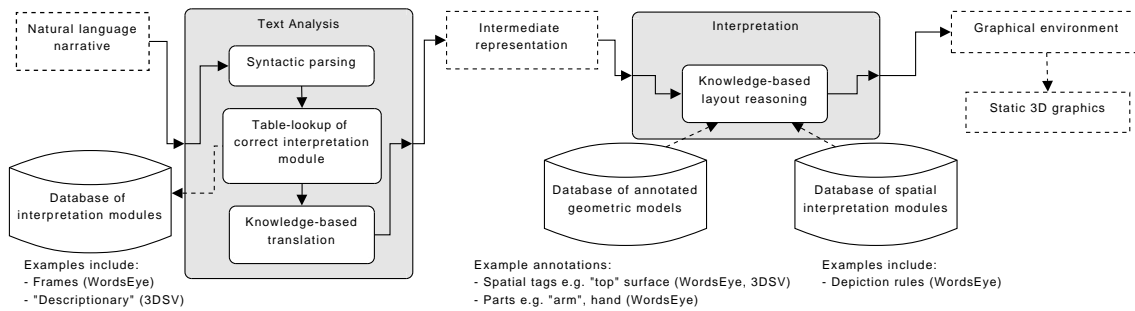 Natural language
narrative
Text Analysis
Syntactic parsing
Table-lookup of
correct interpretation
module
Knowledge-based
translation
Database of
interpretation modules
Examples include:
- Frames (WordsEye)
- "Descriptionary" (3DSV)
Intermediate
representation
Interpretation
Knowledge-based
layout reasoning
Database of annotated
geometric models
Example annotations:
- Spatial tags e.g. "top" surface (WordsEye, 3DSV)
- Parts e.g. "arm", hand (WordsEye)
Database of spatial
interpretation modules
Examples include:
- Depiction rules (WordsEye)
Graphical environment
Static 3D graphics